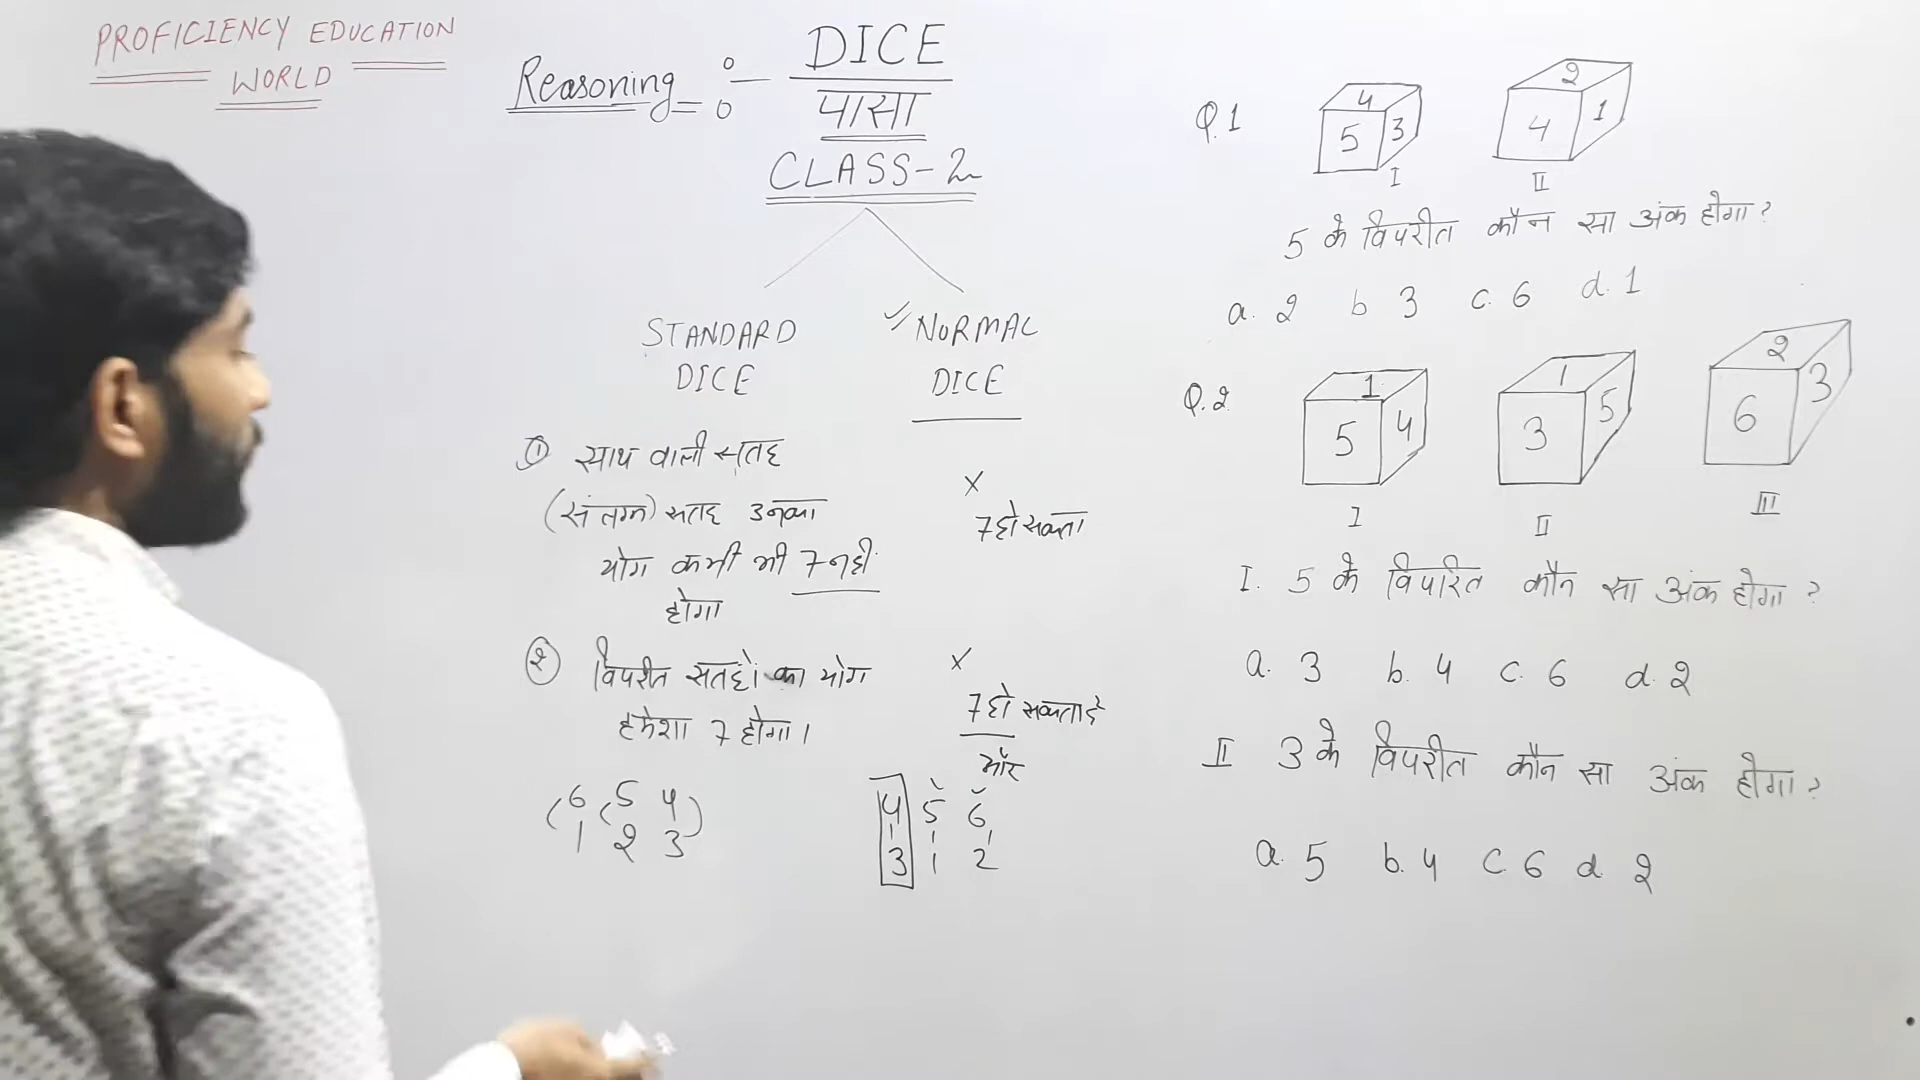 PROFICIENCY EDUCATION
WORLD
Reasoning :- DICE
पासा
CLASS-2
STANDARD
DICE
NORMAL
DICE
① साथ वाली सतह
(संलग्न) सतह उनका
योग कभी भी 7 नही
होगा
② विपरीत सतहो का योग
हमेशा 7 होगा।
6 5 4
1 2 3
x
7 हो सकता
x
7 हो सकता है
और
4 5 6
3 1 2
Q.1
4
5 3
I
2
4 1
II
5 के विपरीत कौन सा अंक होगा?
a. 2 b 3 c. 6 d. 1
Q.2
1
5 4
I
1
3 5
II
2
6 3
III
I. 5 के विपरित कौन सा अंक होगा ?
a. 3 b. 4 c. 6 d. 2
II 3 के विपरीत कौन सा अंक होगा?
a. 5 b. 4 c. 6 d 2